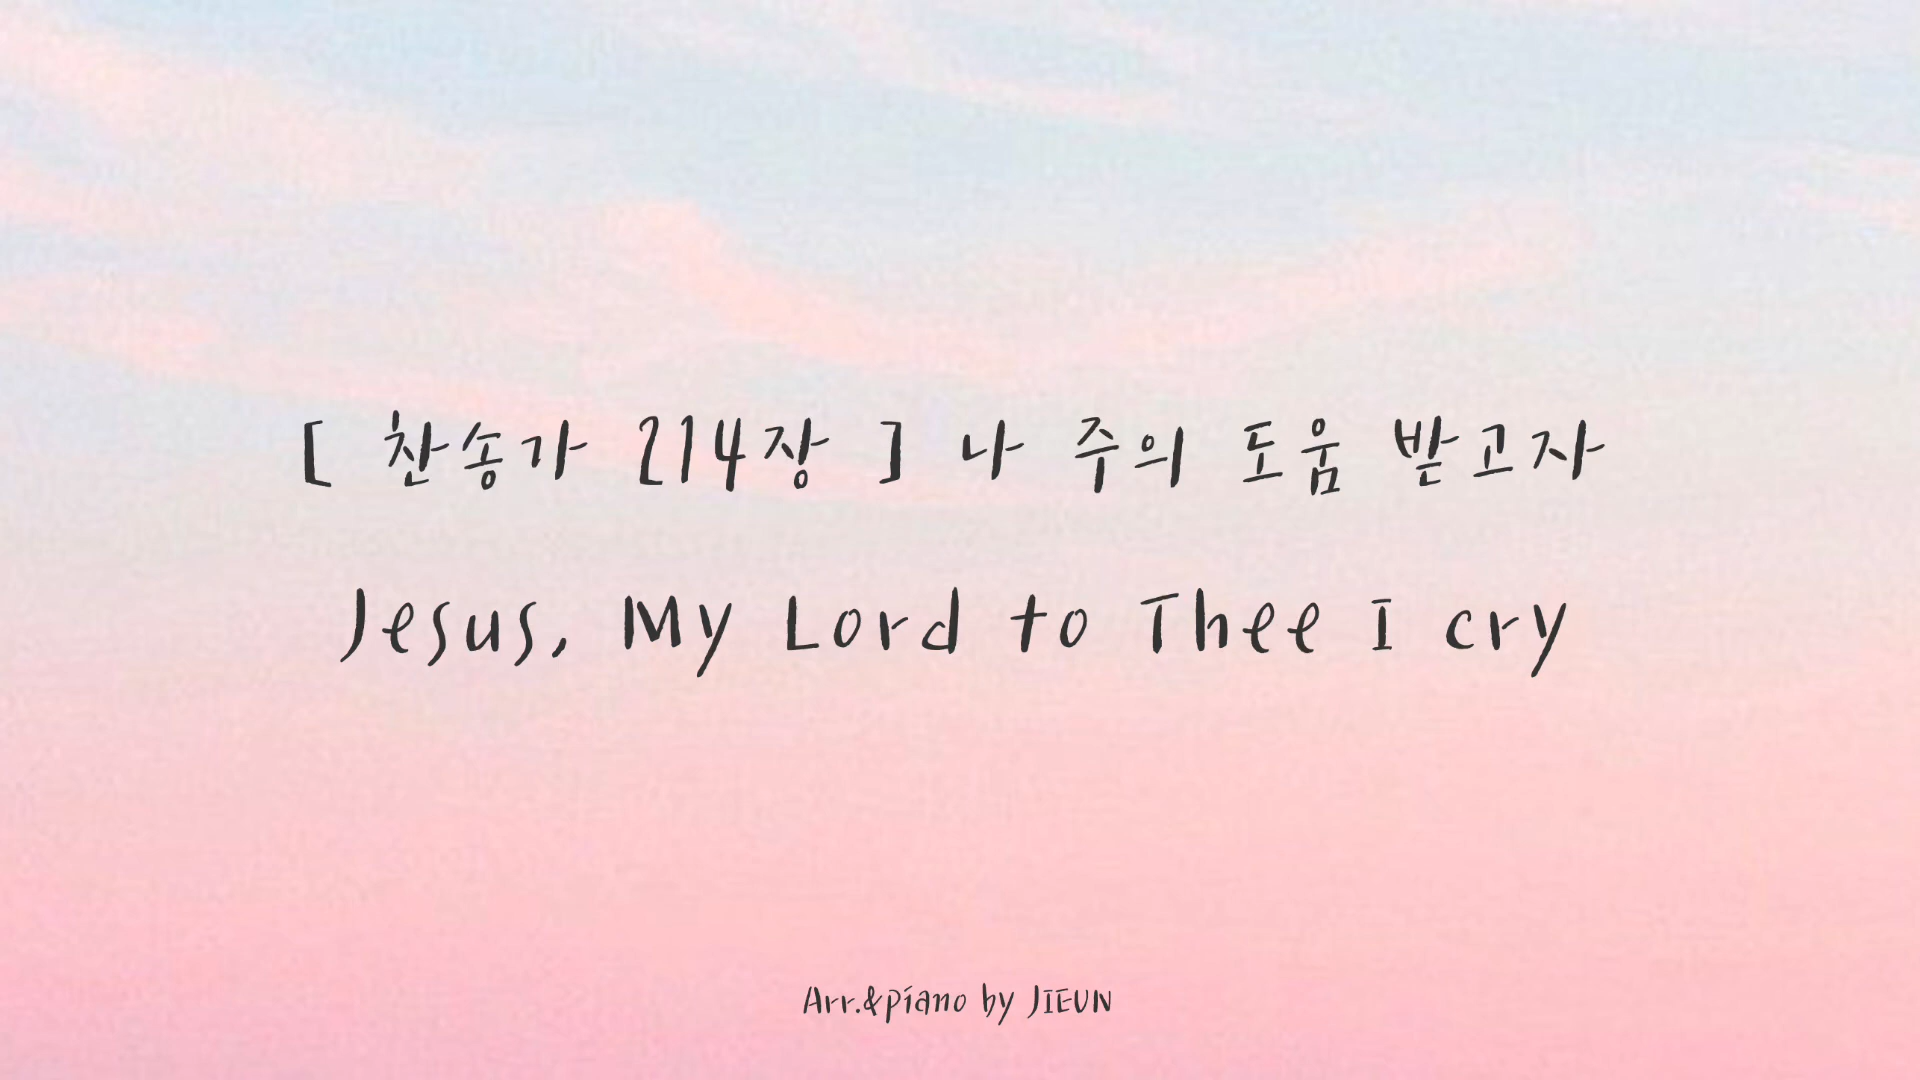 [ 찬송가 214장 ] 나 주의 도움 받고자
Jesus, My Lord to Thee I cry
Arr.&piano by JIEUN